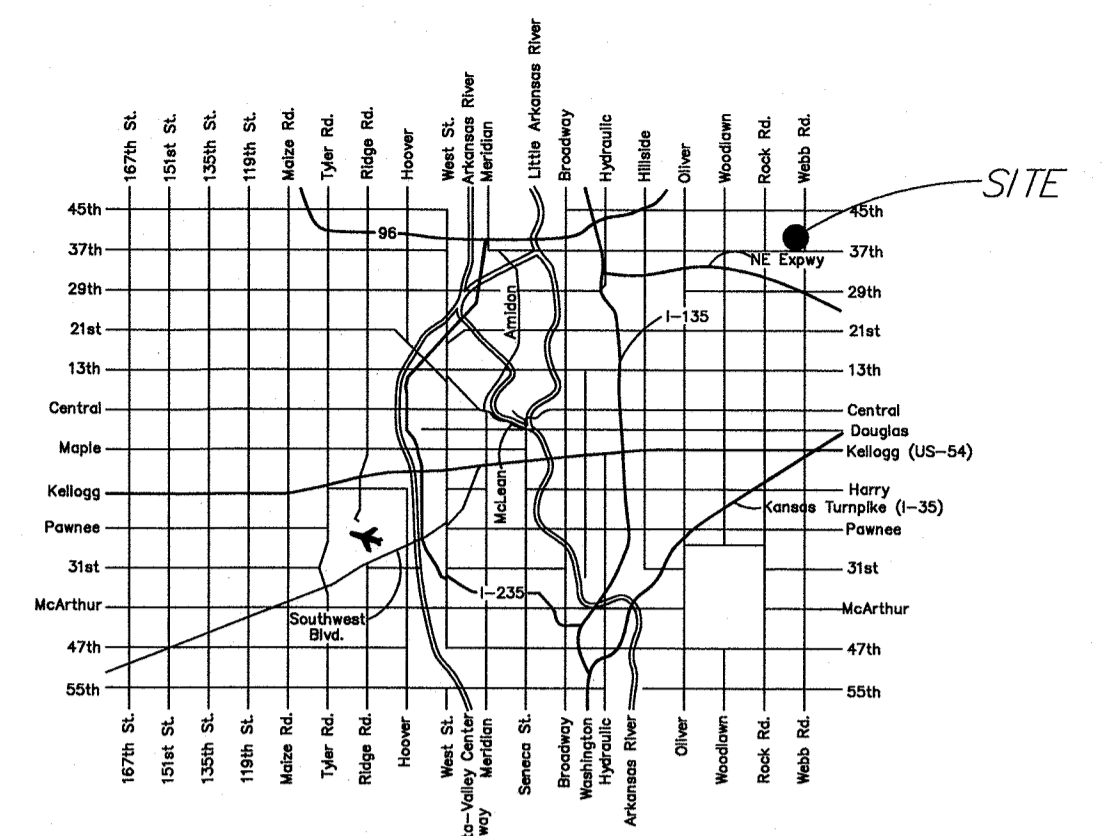 167th St.
151st St.
135th St.
119th St.
Maize Rd.
Tyler Rd.
Ridge Rd.
Hoover
West St.
Arkansas River
Meridian
Little Arkansas River
Broadway
Hydraulic
Hillside
Oliver
Woodlawn
Rock Rd.
Webb Rd.
SITE
45th
45th
96
37th
37th
NE Expwy
29th
29th
Amidon
I-135
21st
21st
13th
13th
Central
Central
Douglas
Maple
Kellogg (US-54)
McLean
Kellogg
Harry
Kansas Turnpike (I-35)
Pawnee
Pawnee
31st
31st
I-235
McArthur
McArthur
Southwest
Blvd.
47th
47th
55th
55th
167th St.
151st St.
135th St.
119th St.
Maize Rd.
Tyler Rd.
Ridge Rd.
Hoover
West St.
ta-Valley Center
way
Meridian
Seneca St.
Broadway
Washington
Hydraulic
Arkansas River
Oliver
Woodlawn
Rock Rd.
Webb Rd.